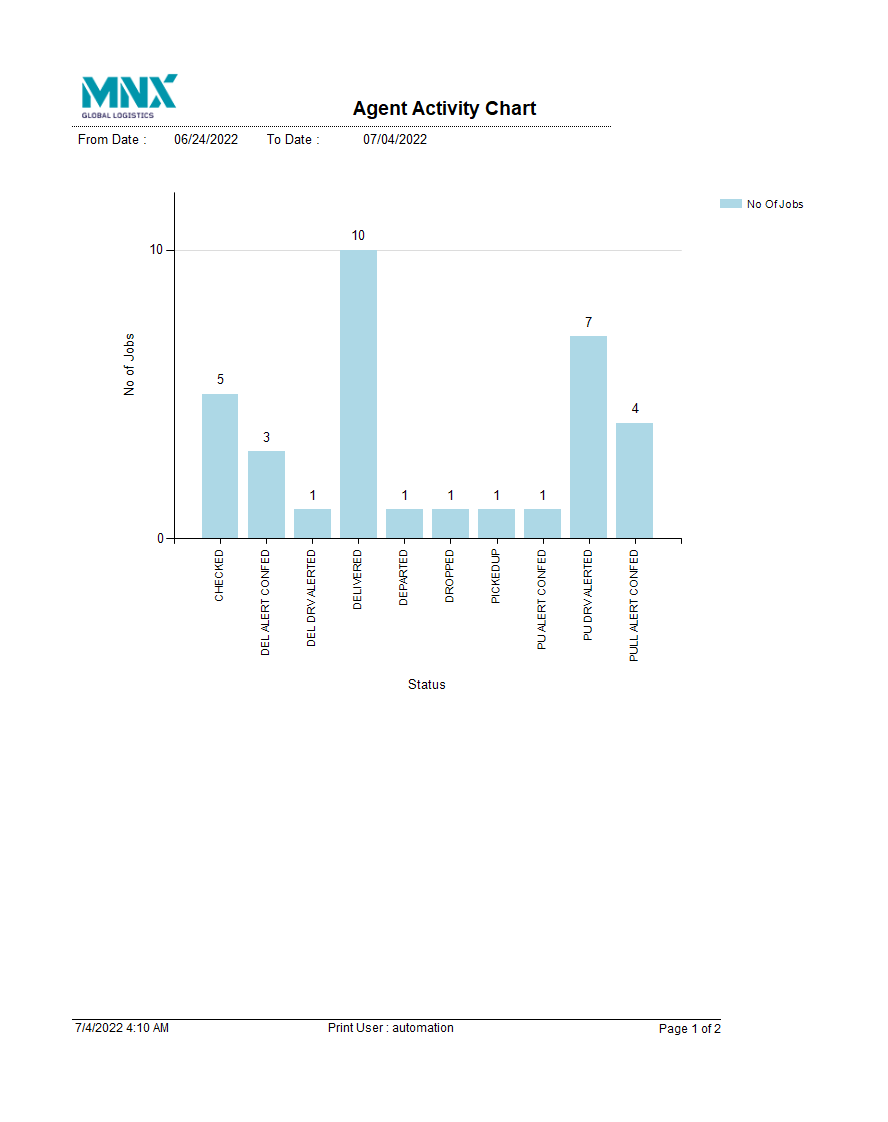 MNX
GLOBAL LOGISTICS
Agent Activity Chart
From Date : 06/24/2022 To Date : 07/04/2022
No Of Jobs
10
0
No of Jobs
5
3
1
10
1
1
1
1
7
4
CHECKED
DEL ALERT CONFED
DEL DRV ALERTED
DELIVERED
DEPARTED
DROPPED
PICKEDUP
PU ALERT CONFED
PU DRV ALERTED
PULL ALERT CONFED
Status
7/4/2022 4:10 AM Print User : automation Page 1 of 2